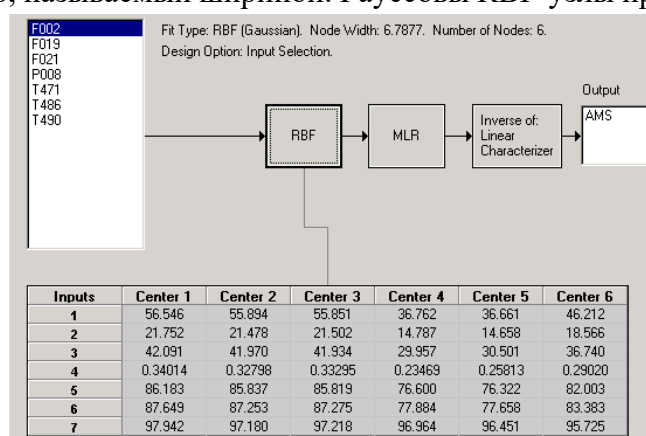 , называемый шириной. Гауссовы RBF узлы пр
F002
F019
F021
P008
T471
T486
T490
Fit Type: RBF (Gaussian). Node Width: 6.7877. Number of Nodes: 6.
Design Option: Input Selection.
RBF
MLR
Inverse of:
Linear
Characterizer
Output
AMS
Inputs Center 1 Center 2 Center 3 Center 4 Center 5 Center 6
1 56.546 55.894 55.851 36.762 36.661 46.212
2 21.752 21.478 21.502 14.787 14.658 18.566
3 42.091 41.970 41.934 29.957 30.501 36.740
4 0.34014 0.32798 0.33295 0.23469 0.25813 0.29020
5 86.183 85.837 85.819 76.600 76.322 82.003
6 87.649 87.253 87.275 77.884 77.658 83.383
7 97.942 97.180 97.218 96.964 96.451 95.725